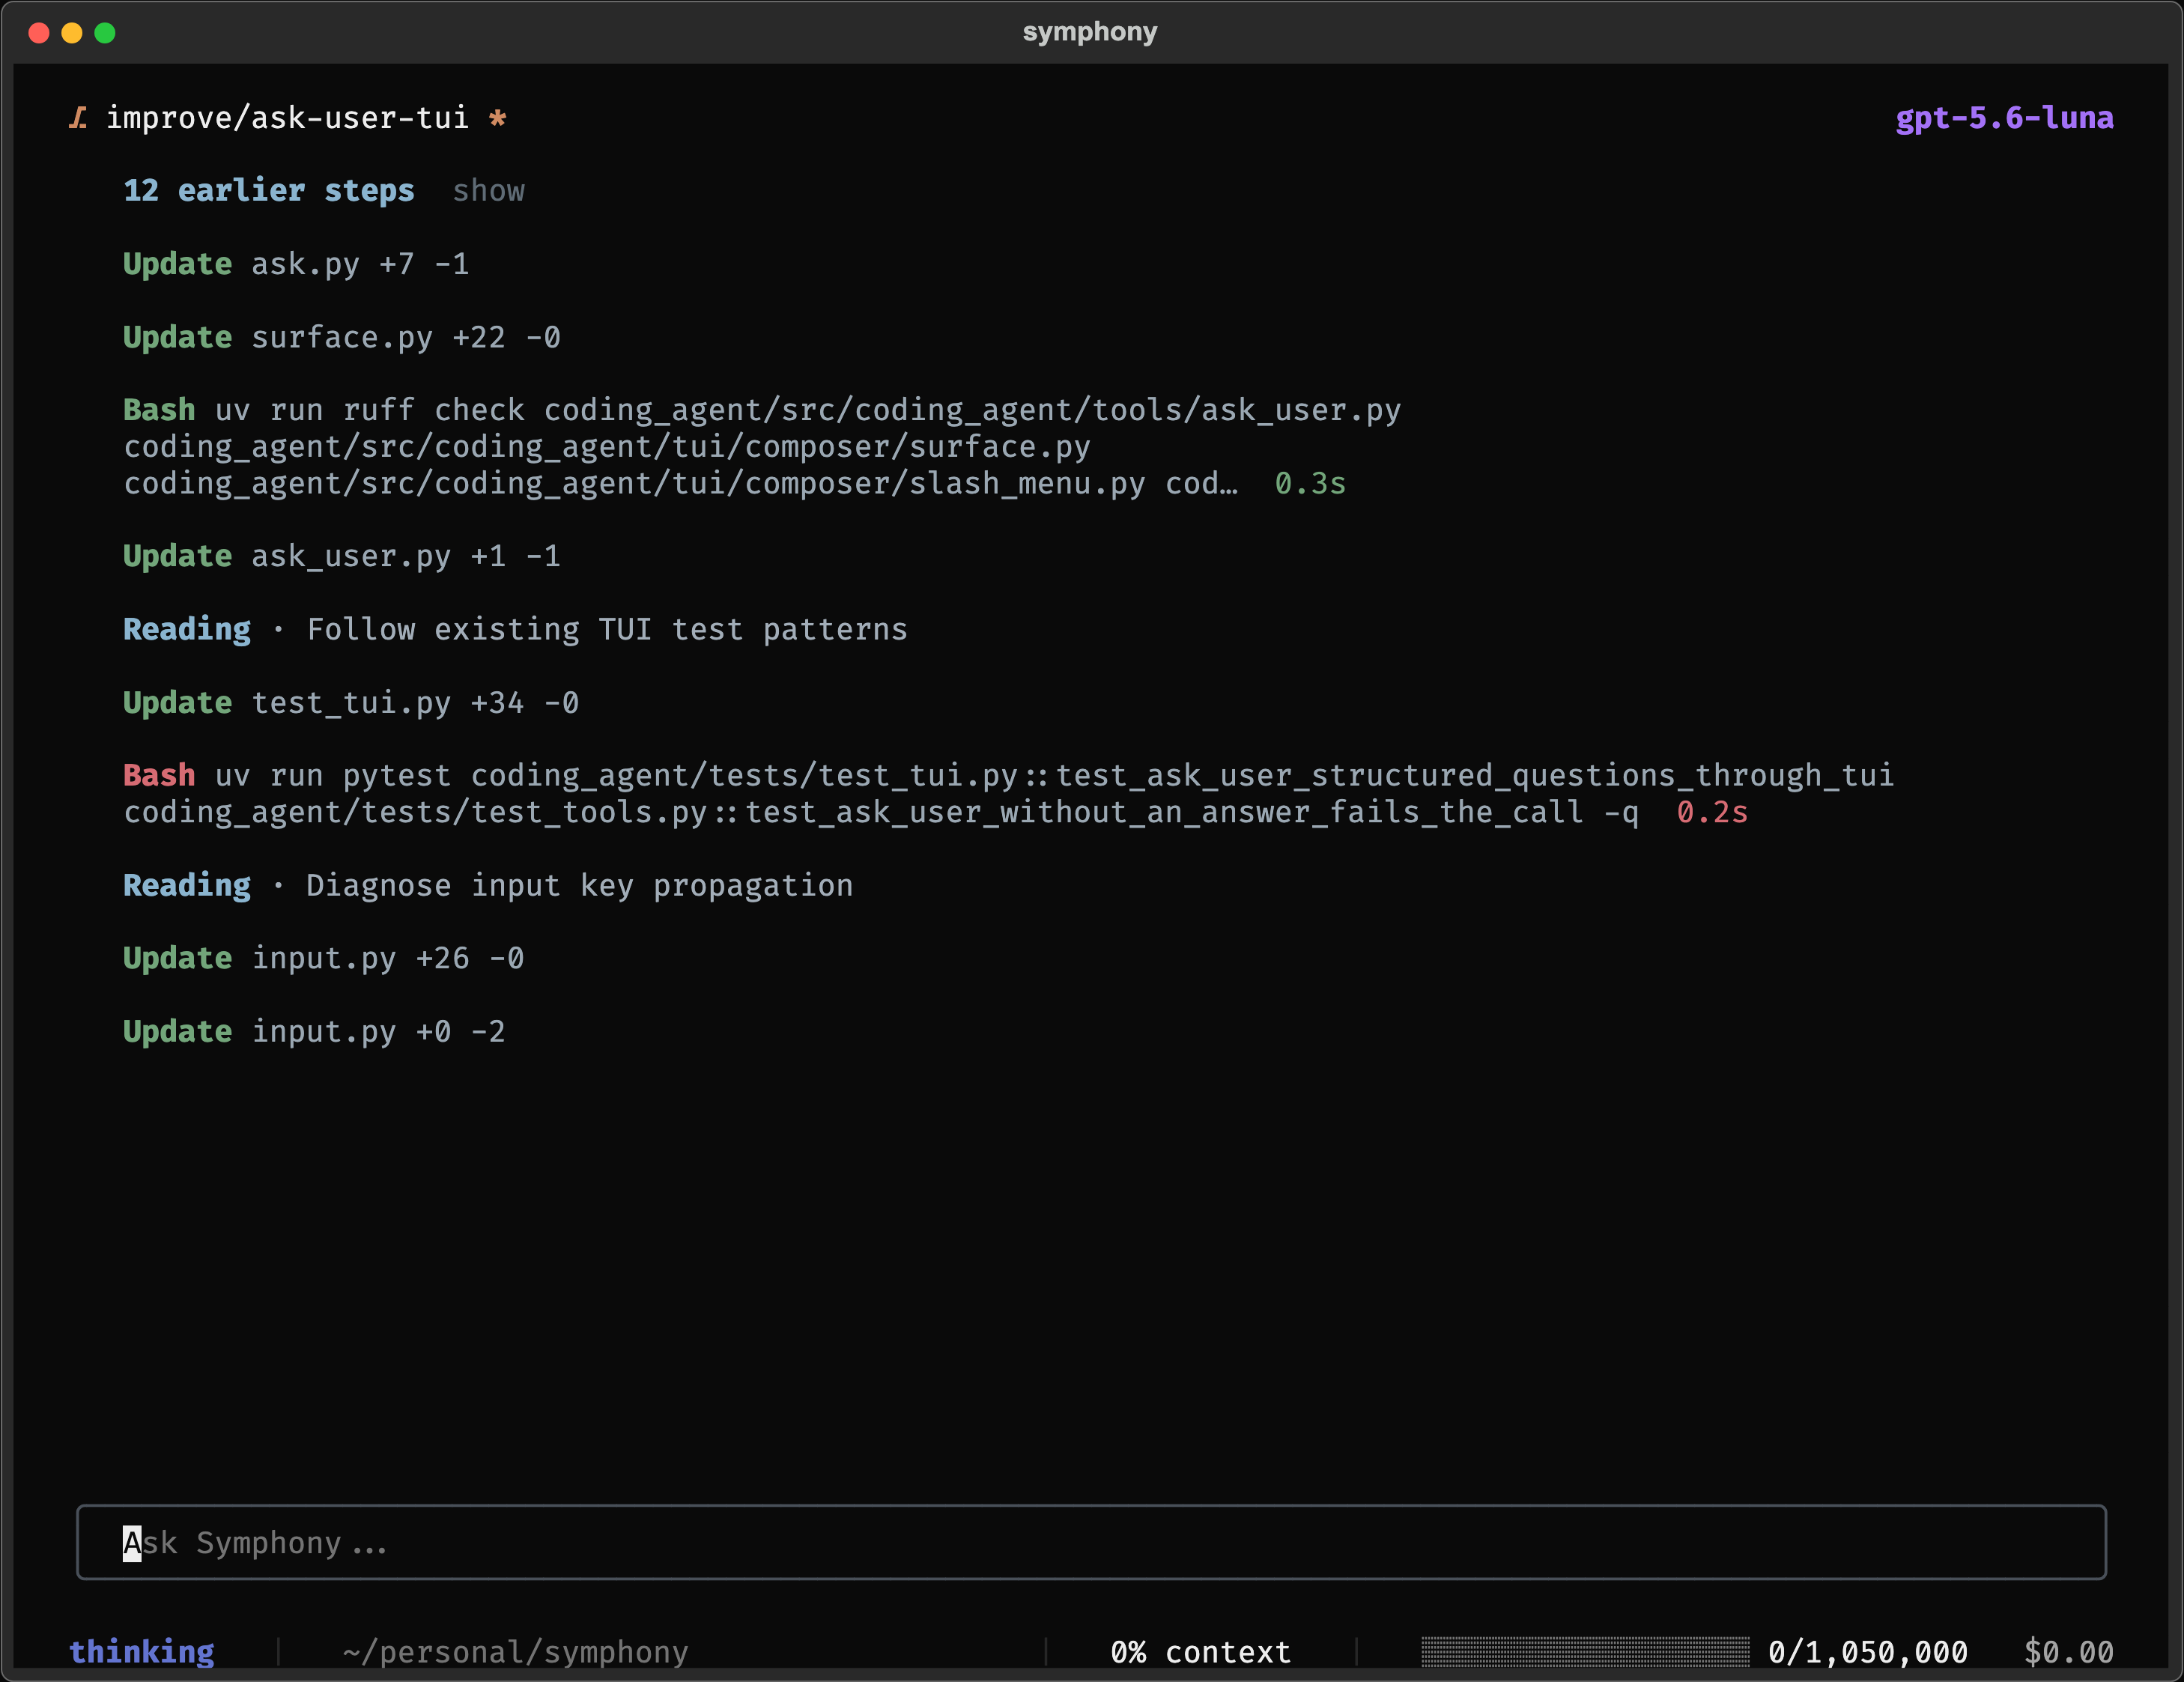 symphony
improve/ask-user-tui *
gpt-5.6-luna
12 earlier steps show
Update ask.py +7 -1
Update surface.py +22 -0
Bash uv run ruff check coding_agent/src/coding_agent/tools/ask_user.py
coding_agent/src/coding_agent/tui/composer/surface.py
coding_agent/src/coding_agent/tui/composer/slash_menu.py cod… 0.3s
Update ask_user.py +1 -1
Reading · Follow existing TUI test patterns
Update test_tui.py +34 -0
Bash uv run pytest coding_agent/tests/test_tui.py::test_ask_user_structured_questions_through_tui
coding_agent/tests/test_tools.py::test_ask_user_without_an_answer_fails_the_call -q 0.2s
Reading · Diagnose input key propagation
Update input.py +26 -0
Update input.py +0 -2
Ask Symphony...
thinking ~/personal/symphony 0% context 0/1,050,000 $0.00